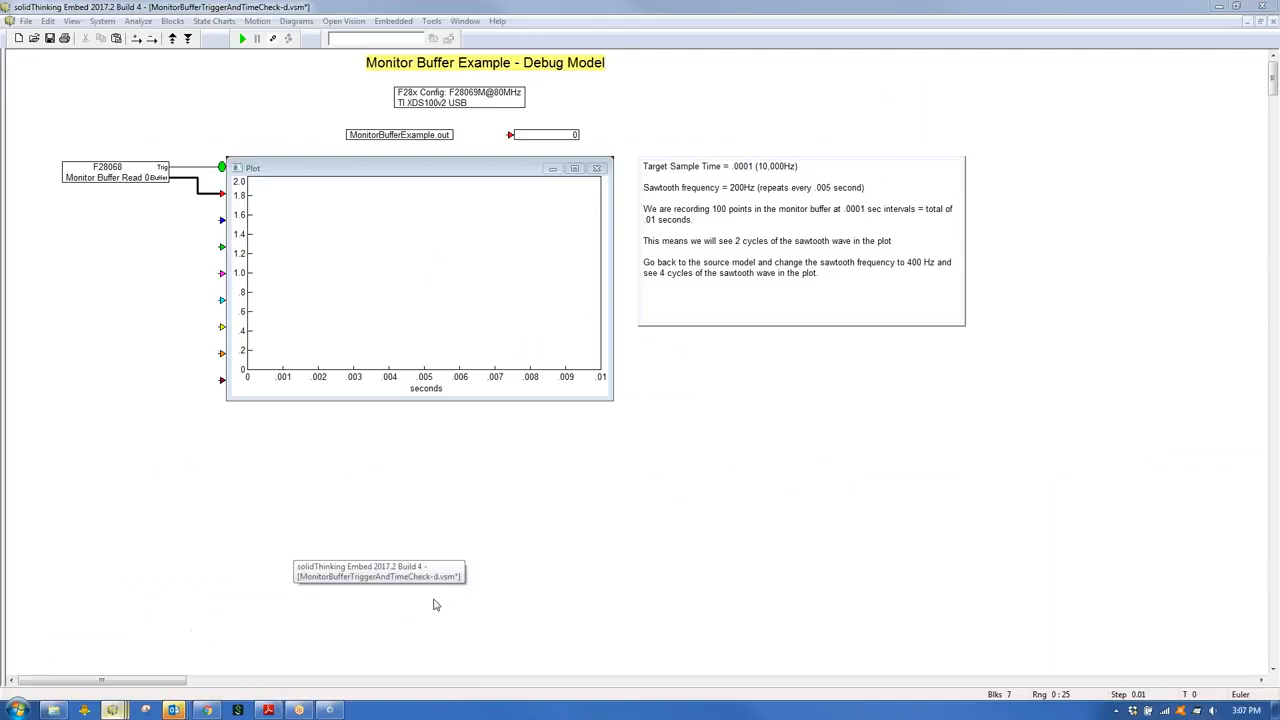 solidThinking Embed 2017.2 Build 4 - [MonitorBufferTriggerAndTimeCheck-d.vsm*]
File Edit View System Analyze Blocks State Charts Motion Diagrams Open Vision Embedded Tools Window Help
Monitor Buffer Example - Debug Model
F28x Config: F28069M@80MHz
TI XDS100v2 USB
MonitorBufferExample.out
0
F28068 Trig
Monitor Buffer Read 0 Buffer
Plot
2.0
1.8
1.6
1.4
1.2
1.0
.8
.6
.4
.2
0
0 .001 .002 .003 .004 .005 .006 .007 .008 .009 .01
seconds
Target Sample Time = .0001 (10,000Hz)
Sawtooth frequency = 200Hz (repeats every .005 second)
We are recording 100 points in the monitor buffer at .0001 sec intervals = total of
.01 seconds.
This means we will see 2 cycles of the sawtooth wave in the plot
Go back to the source model and change the sawtooth frequency to 400 Hz and
see 4 cycles of the sawtooth wave in the plot.
solidThinking Embed 2017.2 Build 4 -
[MonitorBufferTriggerAndTimeCheck-d.vsm*]
Blks 7 Rng 0 : 25 Step 0.01 T 0 Euler
3:07 PM